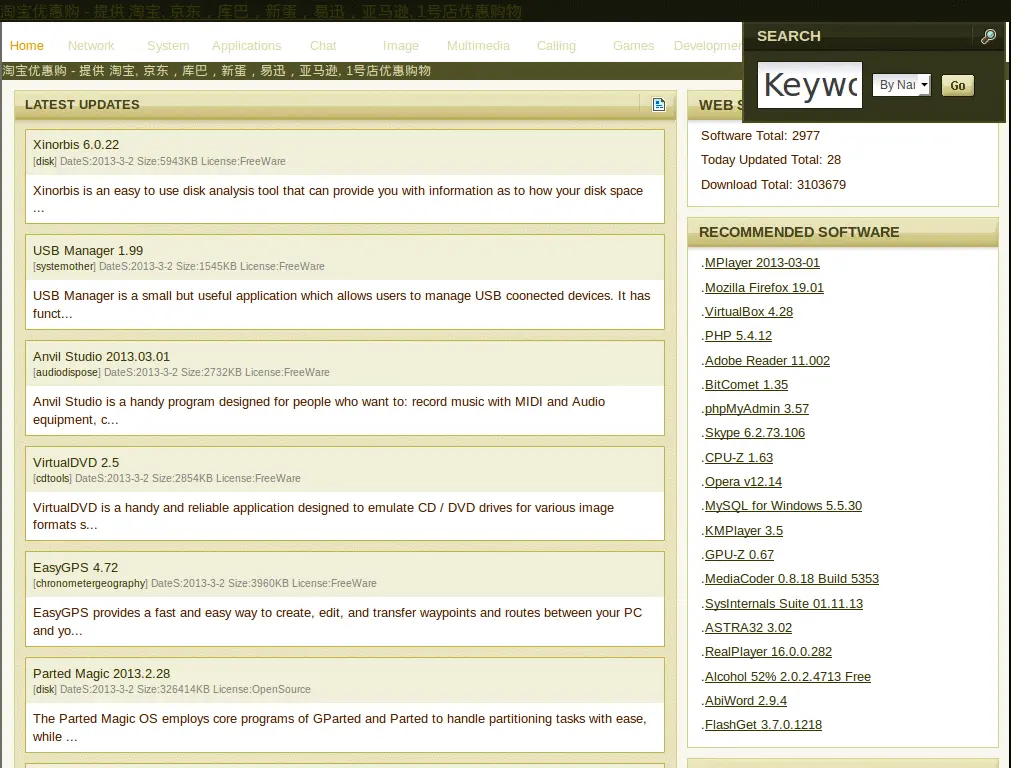 淘宝优惠购 - 提供 淘宝, 京东，库巴，新蛋，易迅，亚马逊, 1号店优惠购物
Home Network System Applications Chat Image Multimedia Calling Games
淘宝优惠购 - 提供 淘宝, 京东，库巴，新蛋，易迅，亚马逊, 1号店优惠购物
SEARCH
By Nar Go
LATEST UPDATES
Xinorbis 6.0.22
[disk] DateS:2013-3-2 Size:5943KB License:FreeWare
Xinorbis is an easy to use disk analysis tool that can provide you with information as to how your disk space
...
USB Manager 1.99
[systemother] DateS:2013-3-2 Size:1545KB License:FreeWare
USB Manager is a small but useful application which allows users to manage USB coonected devices. It has
funct...
Anvil Studio 2013.03.01
[audiodispose] DateS:2013-3-2 Size:2732KB License:FreeWare
Anvil Studio is a handy program designed for people who want to: record music with MIDI and Audio
equipment, c...
VirtualDVD 2.5
[cdtools] DateS:2013-3-2 Size:2854KB License:FreeWare
VirtualDVD is a handy and reliable application designed to emulate CD / DVD drives for various image
formats s...
EasyGPS 4.72
[chronometergeography] DateS:2013-3-2 Size:3960KB License:FreeWare
EasyGPS provides a fast and easy way to create, edit, and transfer waypoints and routes between your PC
and yo...
Parted Magic 2013.2.28
[disk] DateS:2013-3-2 Size:326414KB License:OpenSource
The Parted Magic OS employs core programs of GParted and Parted to handle partitioning tasks with ease,
while ...
WEB S
Software Total: 2977
Today Updated Total: 28
Download Total: 3103679
RECOMMENDED SOFTWARE
.MPlayer 2013-03-01
.Mozilla Firefox 19.01
.VirtualBox 4.28
.PHP 5.4.12
.Adobe Reader 11.002
.BitComet 1.35
.phpMyAdmin 3.57
.Skype 6.2.73.106
.CPU-Z 1.63
.Opera v12.14
.MySQL for Windows 5.5.30
.KMPlayer 3.5
.GPU-Z 0.67
.MediaCoder 0.8.18 Build 5353
.SysInternals Suite 01.11.13
.ASTRA32 3.02
.RealPlayer 16.0.0.282
.Alcohol 52% 2.0.2.4713 Free
.AbiWord 2.9.4
.FlashGet 3.7.0.1218